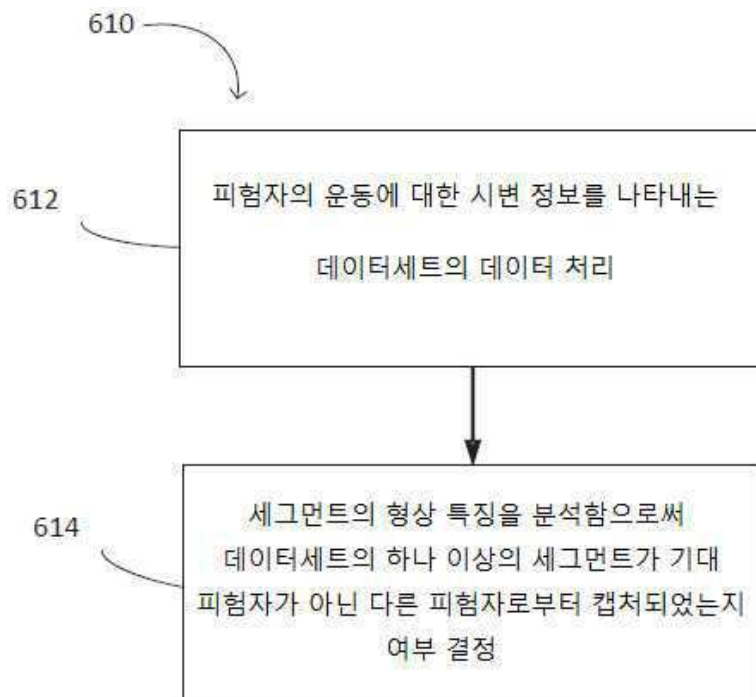 610
612
피험자의 운동에 대한 시변 정보를 나타내는
데이터세트의 데이터 처리
614
세그먼트의 형상 특징을 분석함으로써
데이터세트의 하나 이상의 세그먼트가 기대
피험자가 아닌 다른 피험자로부터 캡처되었는지
여부 결정